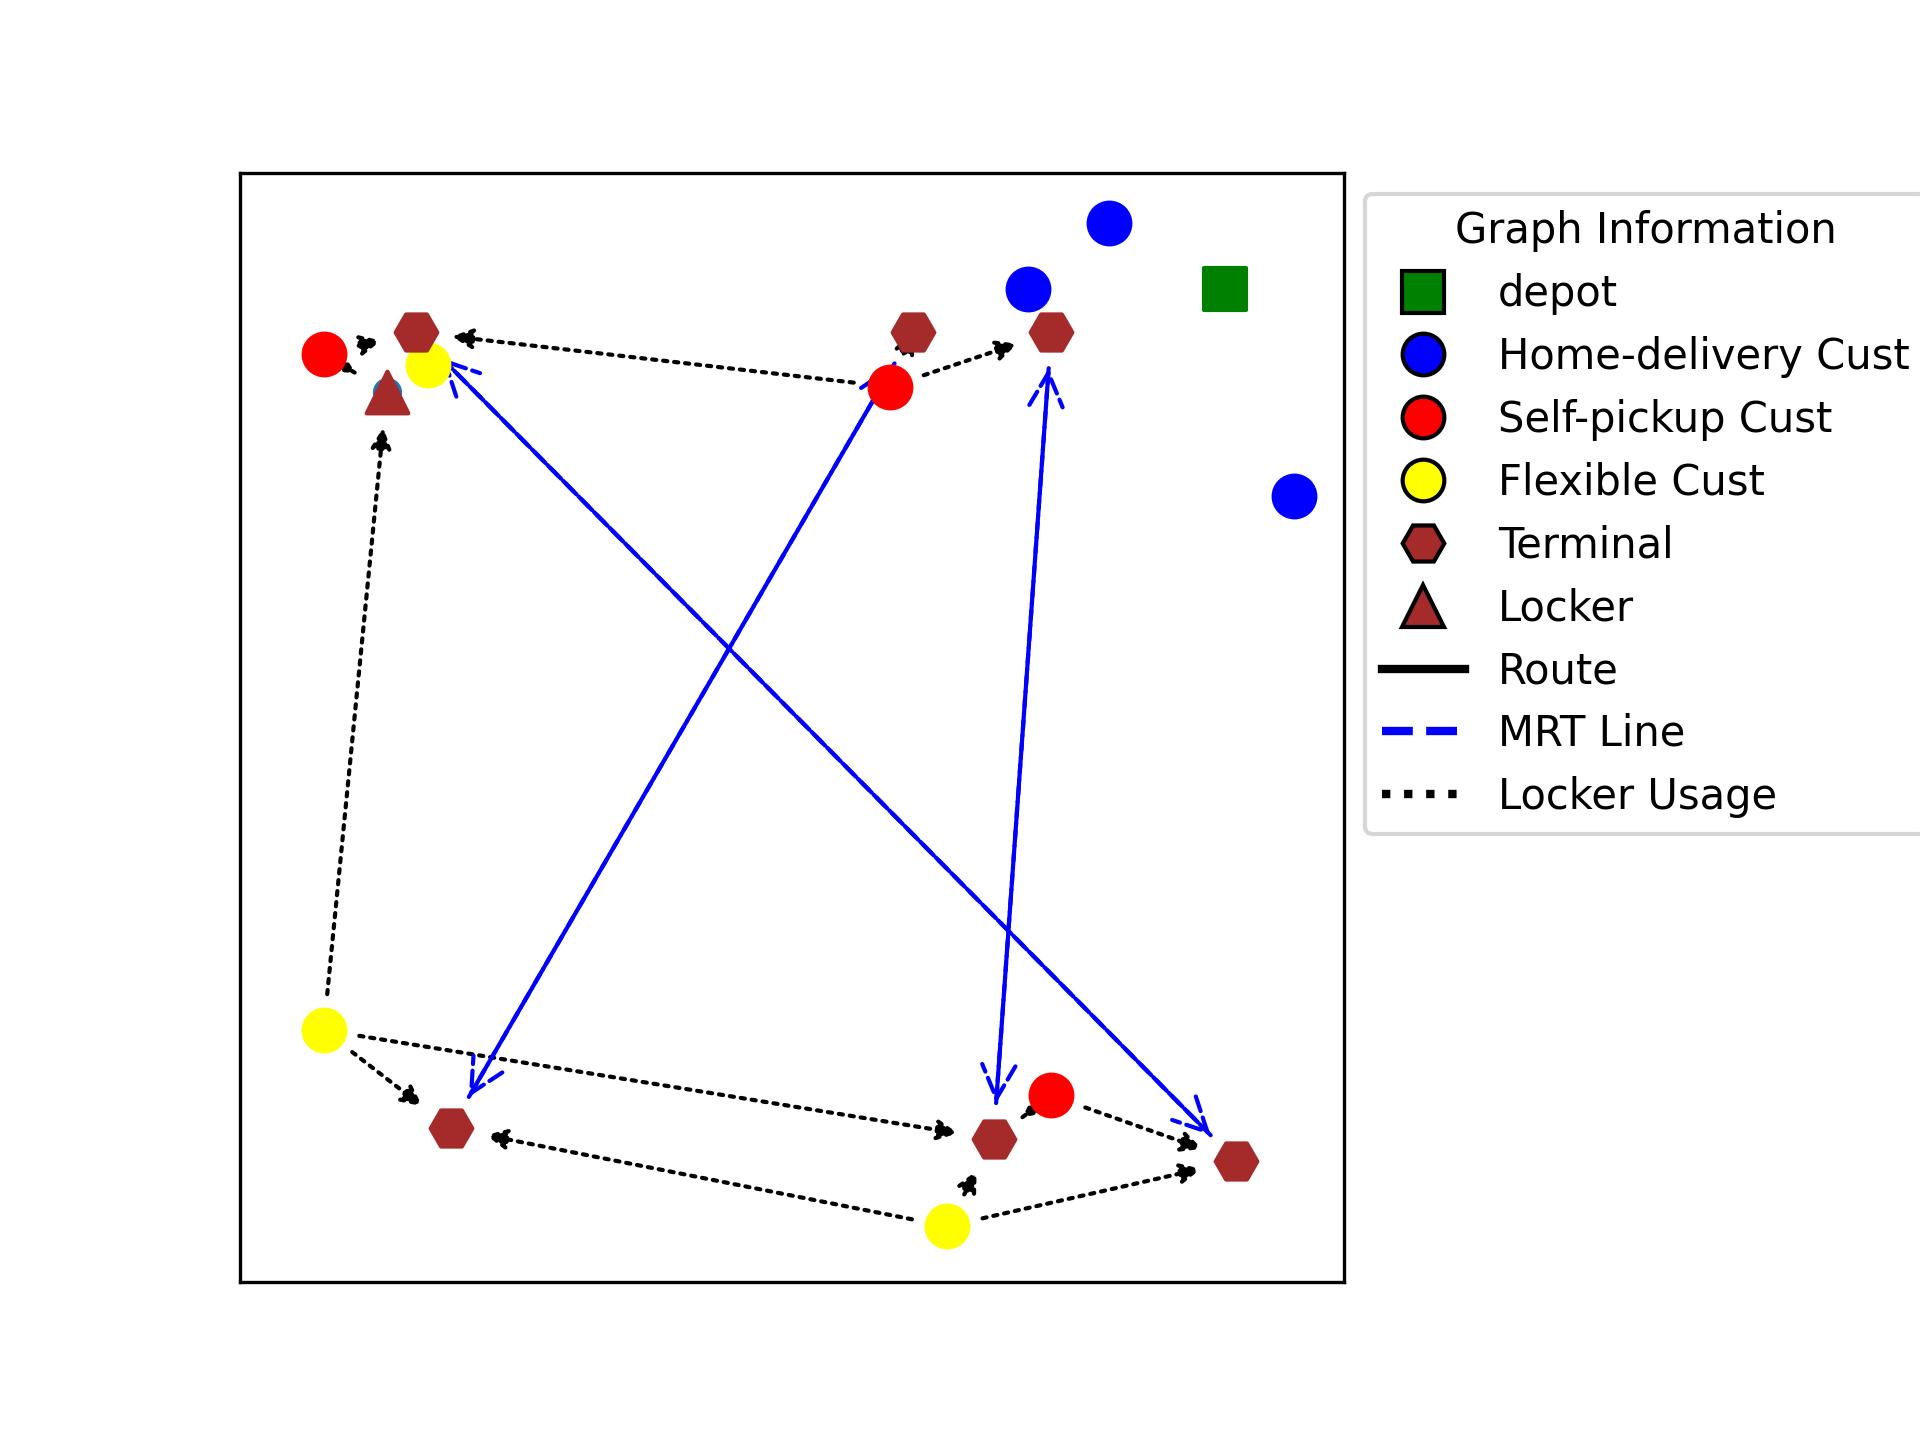 Graph Information
depot
Home-delivery Cust
Self-pickup Cust
Flexible Cust
Terminal
Locker
Route
MRT Line
Locker Usage